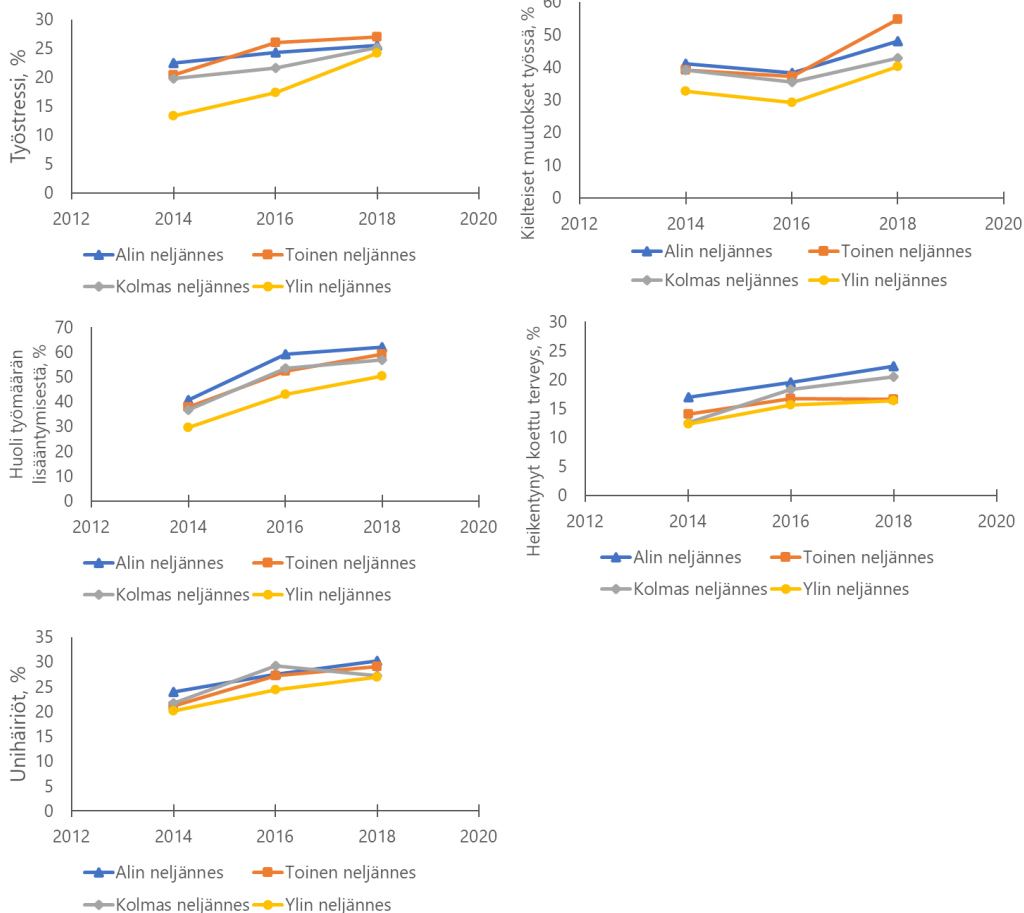 Työstressi, %
30
25
20
15
10
5
0
2012 2014 2016 2018 2020
Alin neljännes Toinen neljännes
Kolmas neljännes Ylin neljännes
Kielteiset muutokset työssä, %
60
50
40
30
20
10
0
2012 2014 2016 2018 2020
Alin neljännes Toinen neljännes
Kolmas neljännes Ylin neljännes
Huoli työmäärän
lisääntymisestä, %
70
60
50
40
30
20
10
0
2012 2014 2016 2018 2020
Alin neljännes Toinen neljännes
Kolmas neljännes Ylin neljännes
Heikentynyt koettu terveys, %
30
25
20
15
10
5
0
2012 2014 2016 2018 2020
Alin neljännes Toinen neljännes
Kolmas neljännes Ylin neljännes
Unihäiriöt, %
35
30
25
20
15
10
5
0
2012 2014 2016 2018 2020
Alin neljännes Toinen neljännes
Kolmas neljännes Ylin neljännes